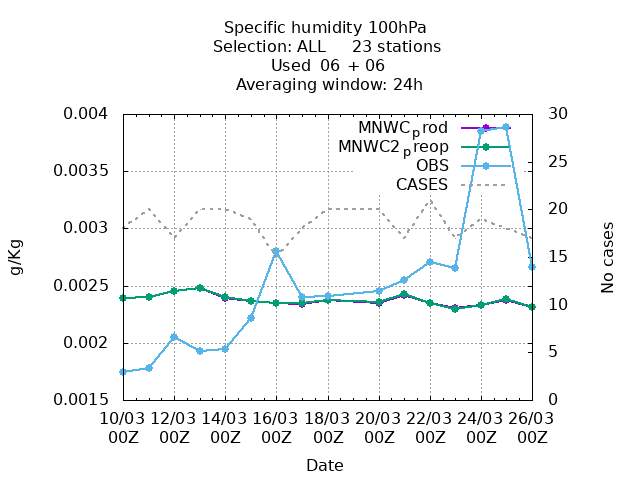 Specific humidity 100hPa
Selection: ALL 23 stations
Used 06 + 06
Averaging window: 24h
0.004
0.0035
0.003
0.0025
0.002
0.0015
g/Kg
MNWCprod
MNWC2preop
OBS
CASES
30
25
20
15
10
5
0
No cases
10/03 12/03 14/03 16/03 18/03 20/03 22/03 24/03 26/03
00Z 00Z 00Z 00Z 00Z 00Z 00Z 00Z 00Z
Date